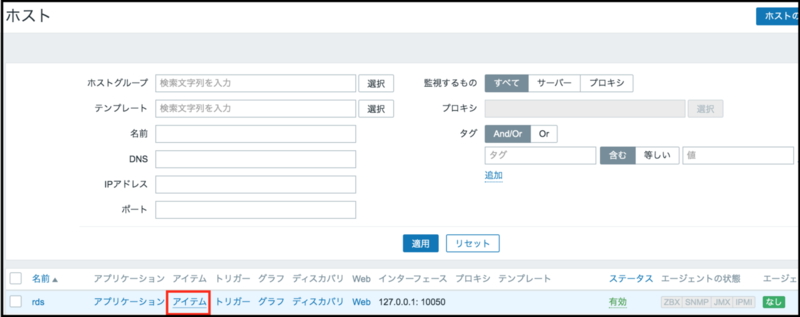 ホスト
ホストの
ホストグループ 検索文字列を入力 選択 監視するもの すべて サーバー プロキシ
テンプレート 検索文字列を入力 選択 プロキシ 選択
名前 タグ And/Or Or
DNS タグ 含む 等しい 値
IPアドレス 追加
ポート
適用 リセット
名前 アプリケーション アイテム トリガー グラフ ディスカバリ Web インターフェース プロキシ テンプレート ステータス エージェントの状態 エージェ
rds アプリケーション アイテム トリガー グラフ ディスカバリ Web 127.0.0.1: 10050 有効 ZBX SNMP JMX IPMI なし